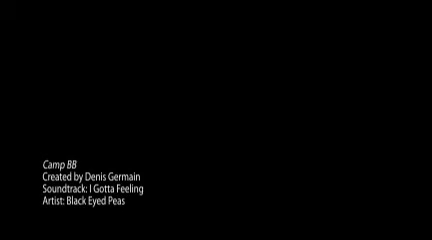 Camp BB
Created by Denis Germain
Soundtrack: I Gotta Feeling
Artist: Black Eyed Peas